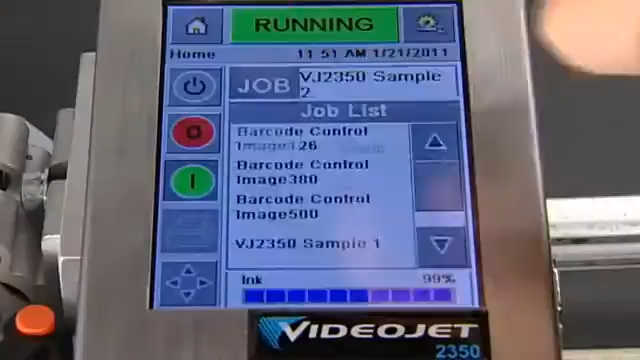 RUNNING
Home 11:51 AM 1/21/2011
JOB VJ2350 Sample
2
Job List
Barcode Control
Barcode Control
Image380
Barcode Control
Image500
VJ2350 Sample 1
Ink 99%
VIDEOJET
2350